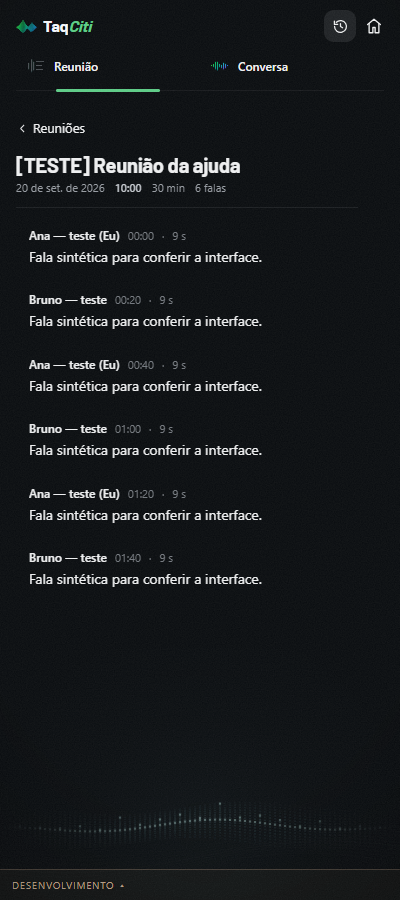 TaqCiti
Reunião
Conversa
Reuniões
[TESTE] Reunião da ajuda
20 de set. de 2026 10:00 30 min 6 falas
Ana — teste (Eu) 00:00 · 9 s
Fala sintética para conferir a interface.
Bruno — teste 00:20 · 9 s
Fala sintética para conferir a interface.
Ana — teste (Eu) 00:40 · 9 s
Fala sintética para conferir a interface.
Bruno — teste 01:00 · 9 s
Fala sintética para conferir a interface.
Ana — teste (Eu) 01:20 · 9 s
Fala sintética para conferir a interface.
Bruno — teste 01:40 · 9 s
Fala sintética para conferir a interface.
DESENVOLVIMENTO